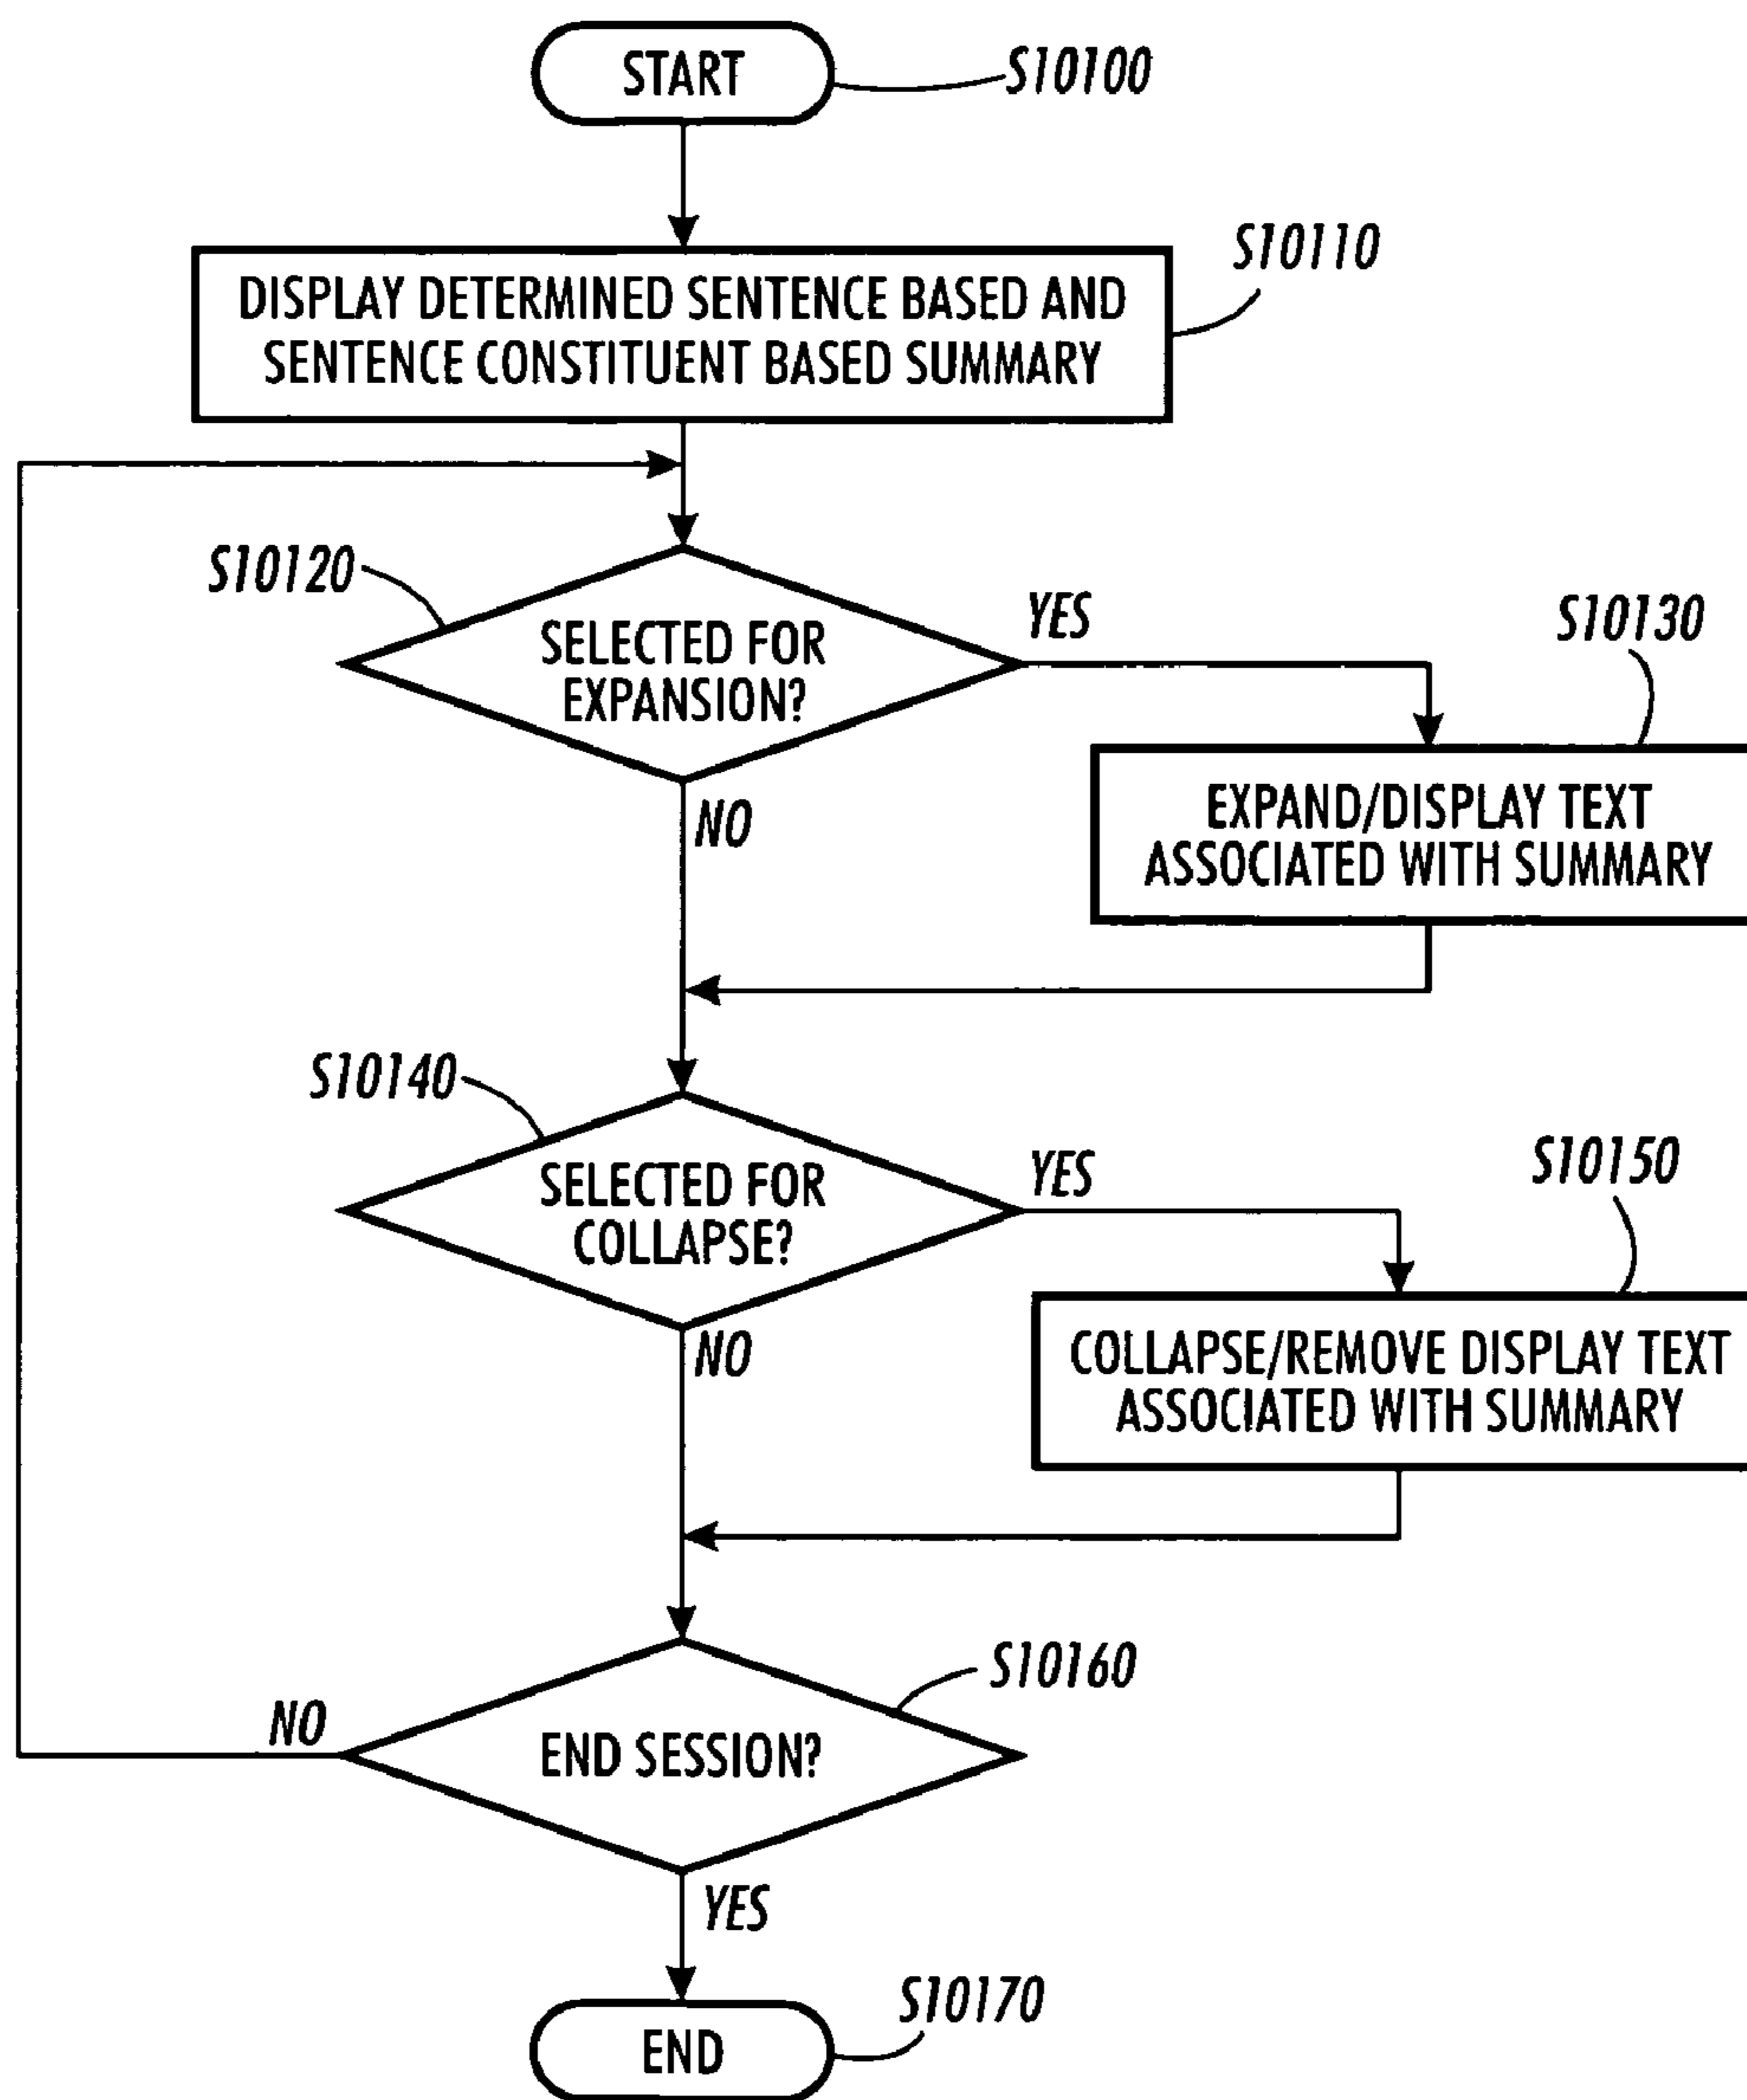 START
S10100
S10110
DISPLAY DETERMINED SENTENCE BASED AND
SENTENCE CONSTITUENT BASED SUMMARY
S10120
SELECTED FOR
EXPANSION?
YES
NO
S10130
EXPAND/DISPLAY TEXT
ASSOCIATED WITH SUMMARY
S10140
SELECTED FOR
COLLAPSE?
YES
NO
S10150
COLLAPSE/REMOVE DISPLAY TEXT
ASSOCIATED WITH SUMMARY
S10160
END SESSION?
NO
YES
S10170
END